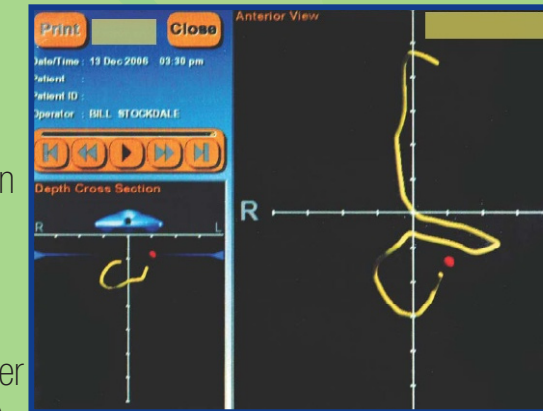 Print
Close
Date/Time : 13 Dec 2006 03:30 pm
Patient :
Patient ID :
Operator : BILL STOCKDALE
Depth Cross Section
R
L
Anterior View
R
n
er